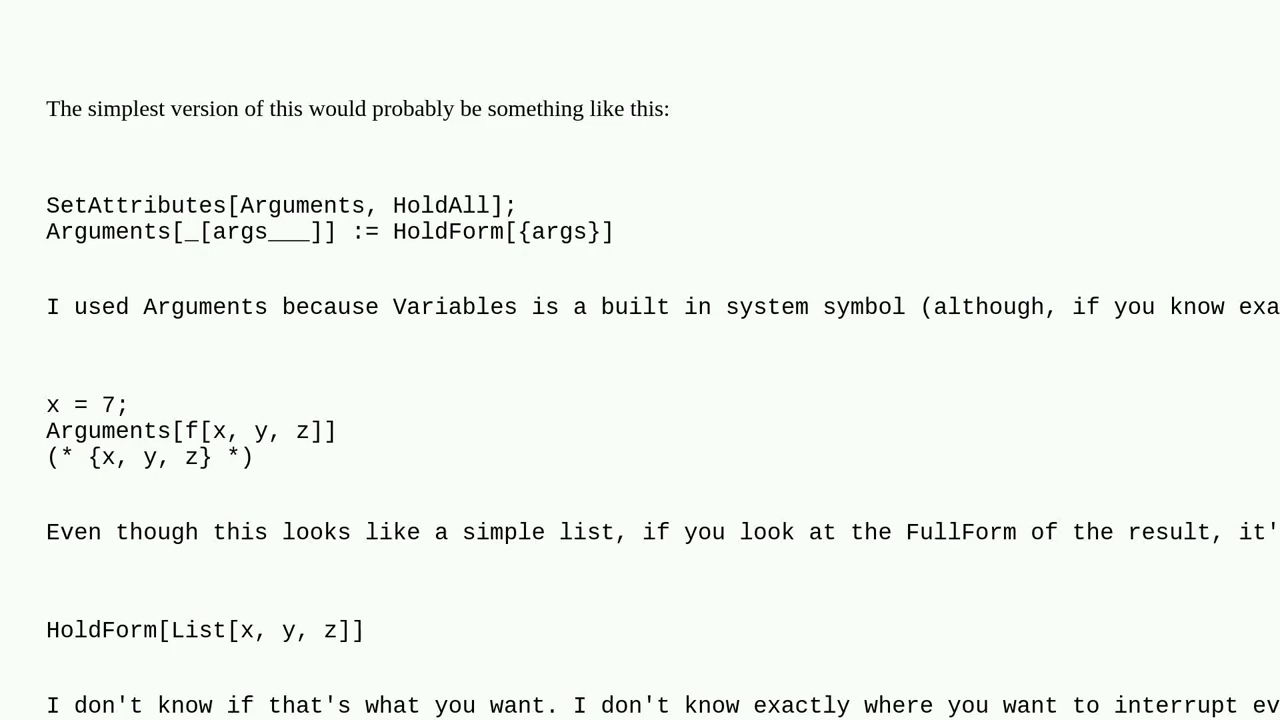 The simplest version of this would probably be something like this:
SetAttributes[Arguments, HoldAll];
Arguments[_[args___]] := HoldForm[{args}]
I used Arguments because Variables is a built in system symbol (although, if you know exa
x = 7;
Arguments[f[x, y, z]]
(* {x, y, z} *)
Even though this looks like a simple list, if you look at the FullForm of the result, it'
HoldForm[List[x, y, z]]
I don't know if that's what you want. I don't know exactly where you want to interrupt ev